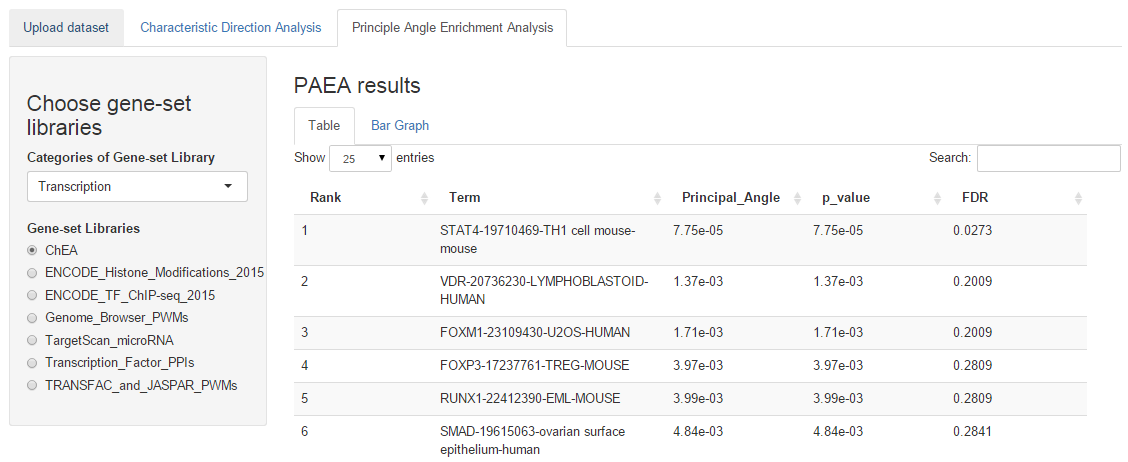 Upload dataset
Characteristic Direction Analysis
Principle Angle Enrichment Analysis
Choose gene-set
libraries
Categories of Gene-set Library
Transcription
Gene-set Libraries
ChEA
ENCODE_Histone_Modifications_2015
ENCODE_TF_ChIP-seq_2015
Genome_Browser_PWMs
TargetScan_microRNA
Transcription_Factor_PPIs
TRANSFAC_and_JASPAR_PWMs
PAEA results
Table
Bar Graph
Show 25 entries
Search:
Rank Term Principal_Angle p_value FDR
1 STAT4-19710469-TH1 cell mouse- 7.75e-05 7.75e-05 0.0273
mouse
2 VDR-20736230-LYMPHOBLASTOID- 1.37e-03 1.37e-03 0.2009
HUMAN
3 FOXM1-23109430-U2OS-HUMAN 1.71e-03 1.71e-03 0.2009
4 FOXP3-17237761-TREG-MOUSE 3.97e-03 3.97e-03 0.2809
5 RUNX1-22412390-EML-MOUSE 3.99e-03 3.99e-03 0.2809
6 SMAD-19615063-ovarian surface 4.84e-03 4.84e-03 0.2841
epithelium-human